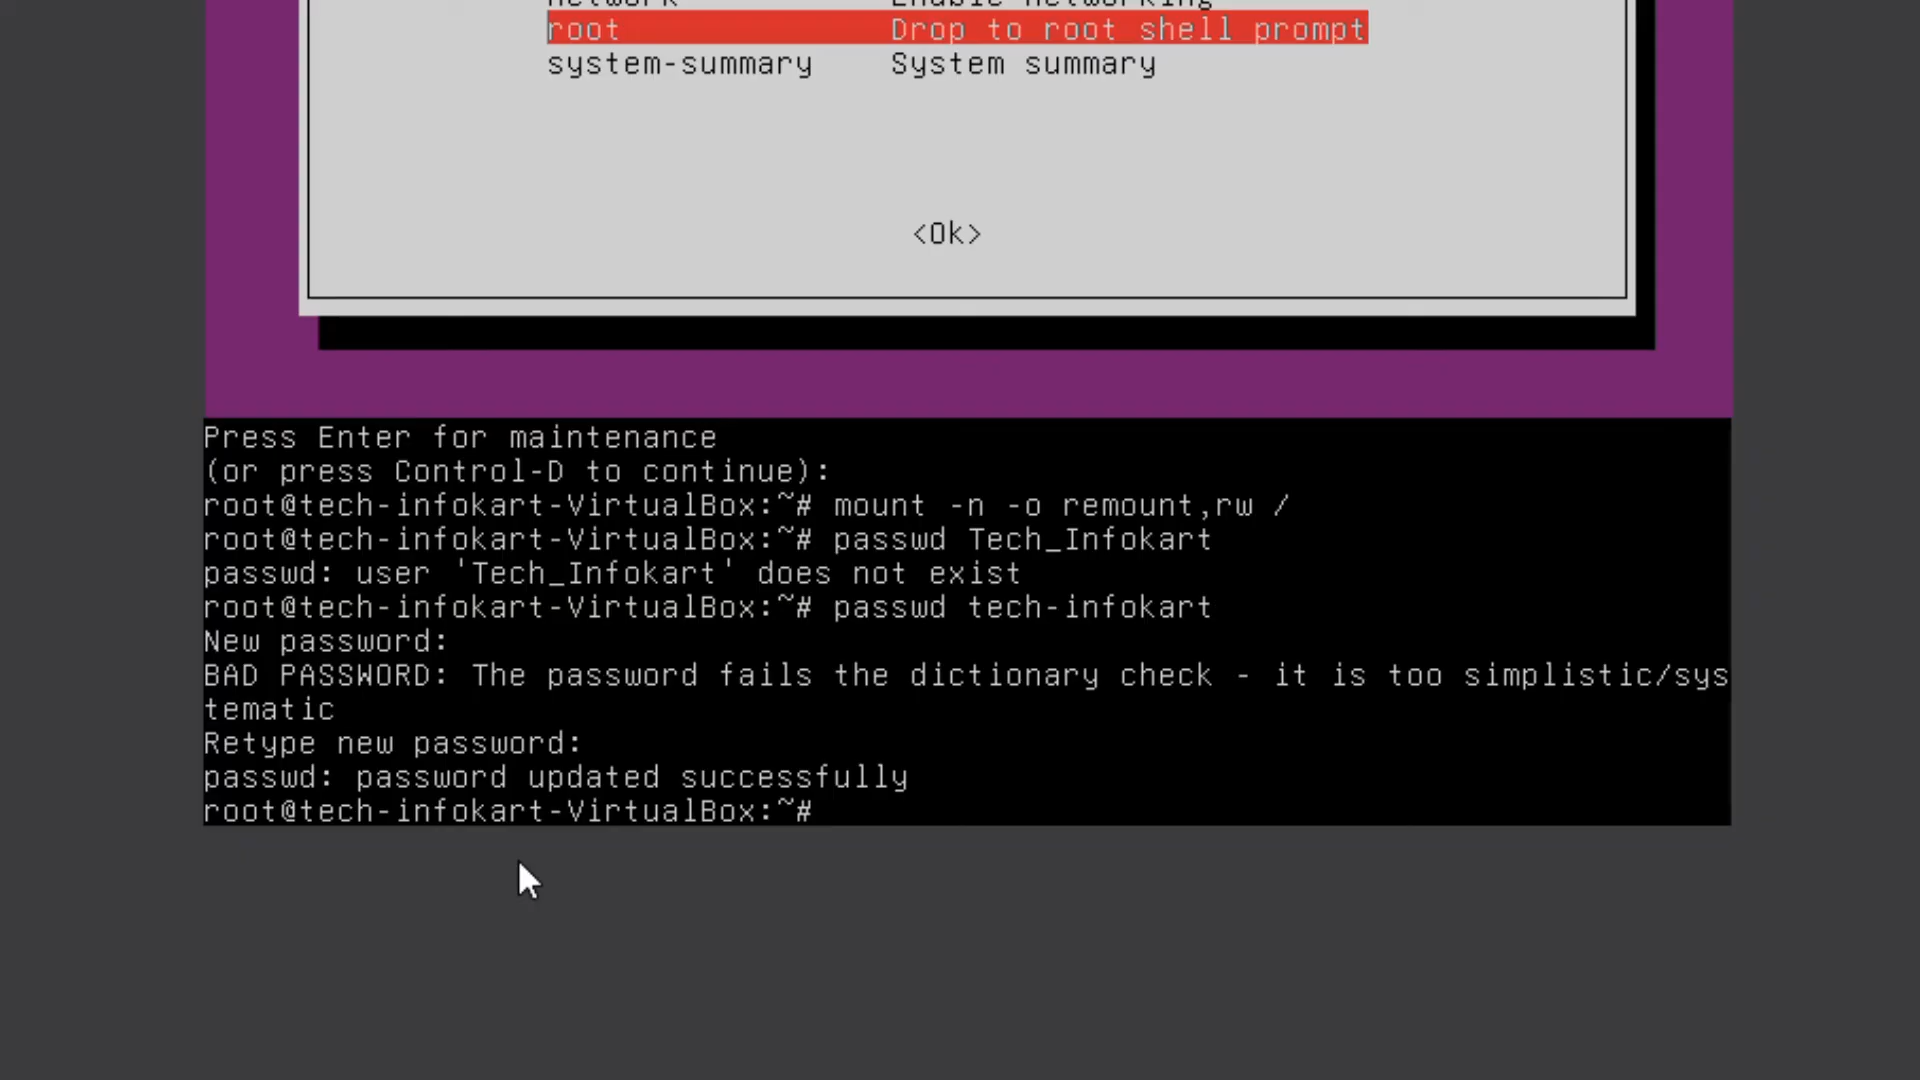 network Enable networking
root Drop to root shell prompt
system-summary System summary
<Ok>
Press Enter for maintenance
(or press Control-D to continue):
root@tech-infokart-VirtualBox:~# mount -n -o remount,rw /
root@tech-infokart-VirtualBox:~# passwd Tech_Infokart
passwd: user 'Tech_Infokart' does not exist
root@tech-infokart-VirtualBox:~# passwd tech-infokart
New password:
BAD PASSWORD: The password fails the dictionary check - it is too simplistic/sys
tematic
Retype new password:
passwd: password updated successfully
root@tech-infokart-VirtualBox:~#